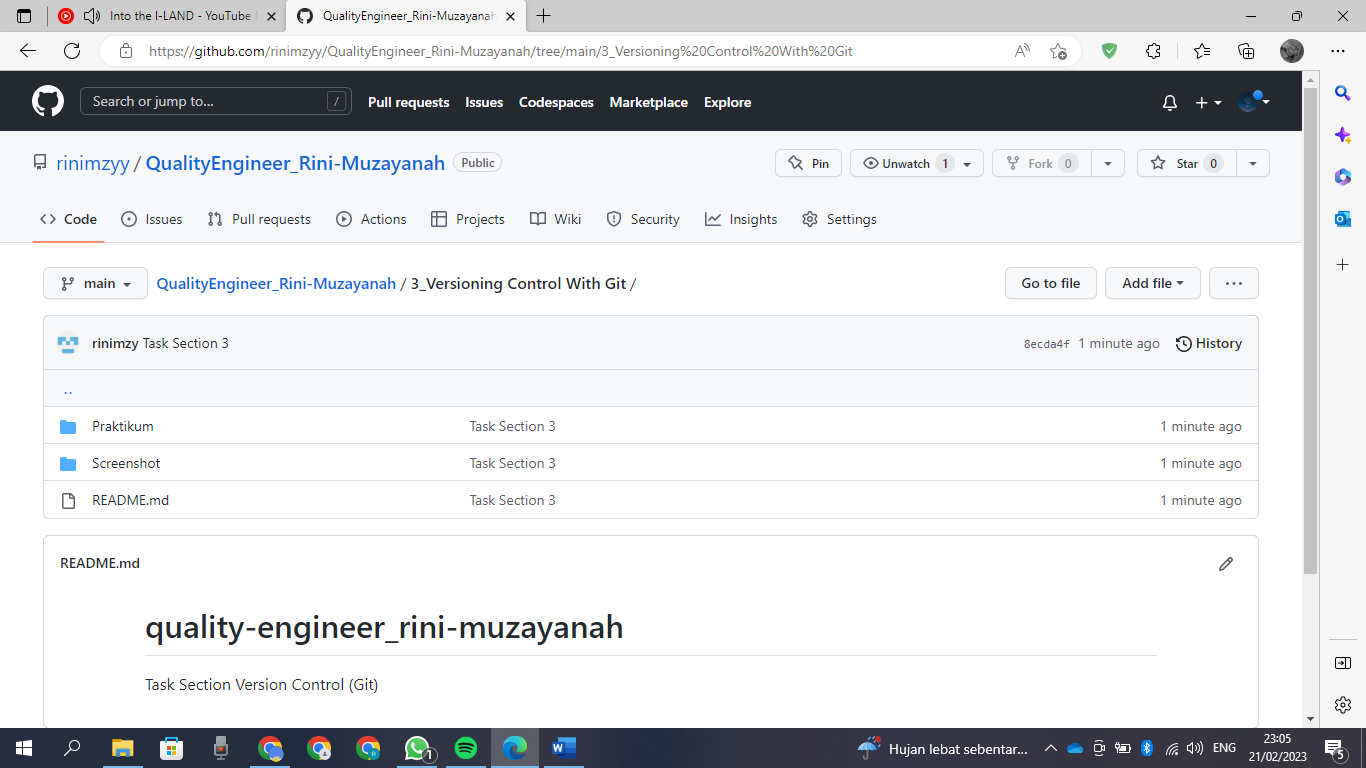 Into the I-LAND - YouTube
QualityEngineer_Rini-Muzayanah
https://github.com/rinimzyy/QualityEngineer_Rini-Muzayanah/tree/main/3_Versioning%20Control%20With%20Git
Search or jump to... /
Pull requests Issues Codespaces Marketplace Explore
rinimzyy / QualityEngineer_Rini-Muzayanah Public
Pin Unwatch 1 Fork 0 Star 0
Code Issues Pull requests Actions Projects Wiki Security Insights Settings
main QualityEngineer_Rini-Muzayanah / 3_Versioning Control With Git /
Go to file Add file ...
rinimzy Task Section 3 8ecda4f 1 minute ago History
..
Praktikum Task Section 3 1 minute ago
Screenshot Task Section 3 1 minute ago
README.md Task Section 3 1 minute ago
README.md
quality-engineer_rini-muzayanah
Task Section Version Control (Git)
1
Hujan lebat sebentar...
ENG
23:05
21/02/2023
5